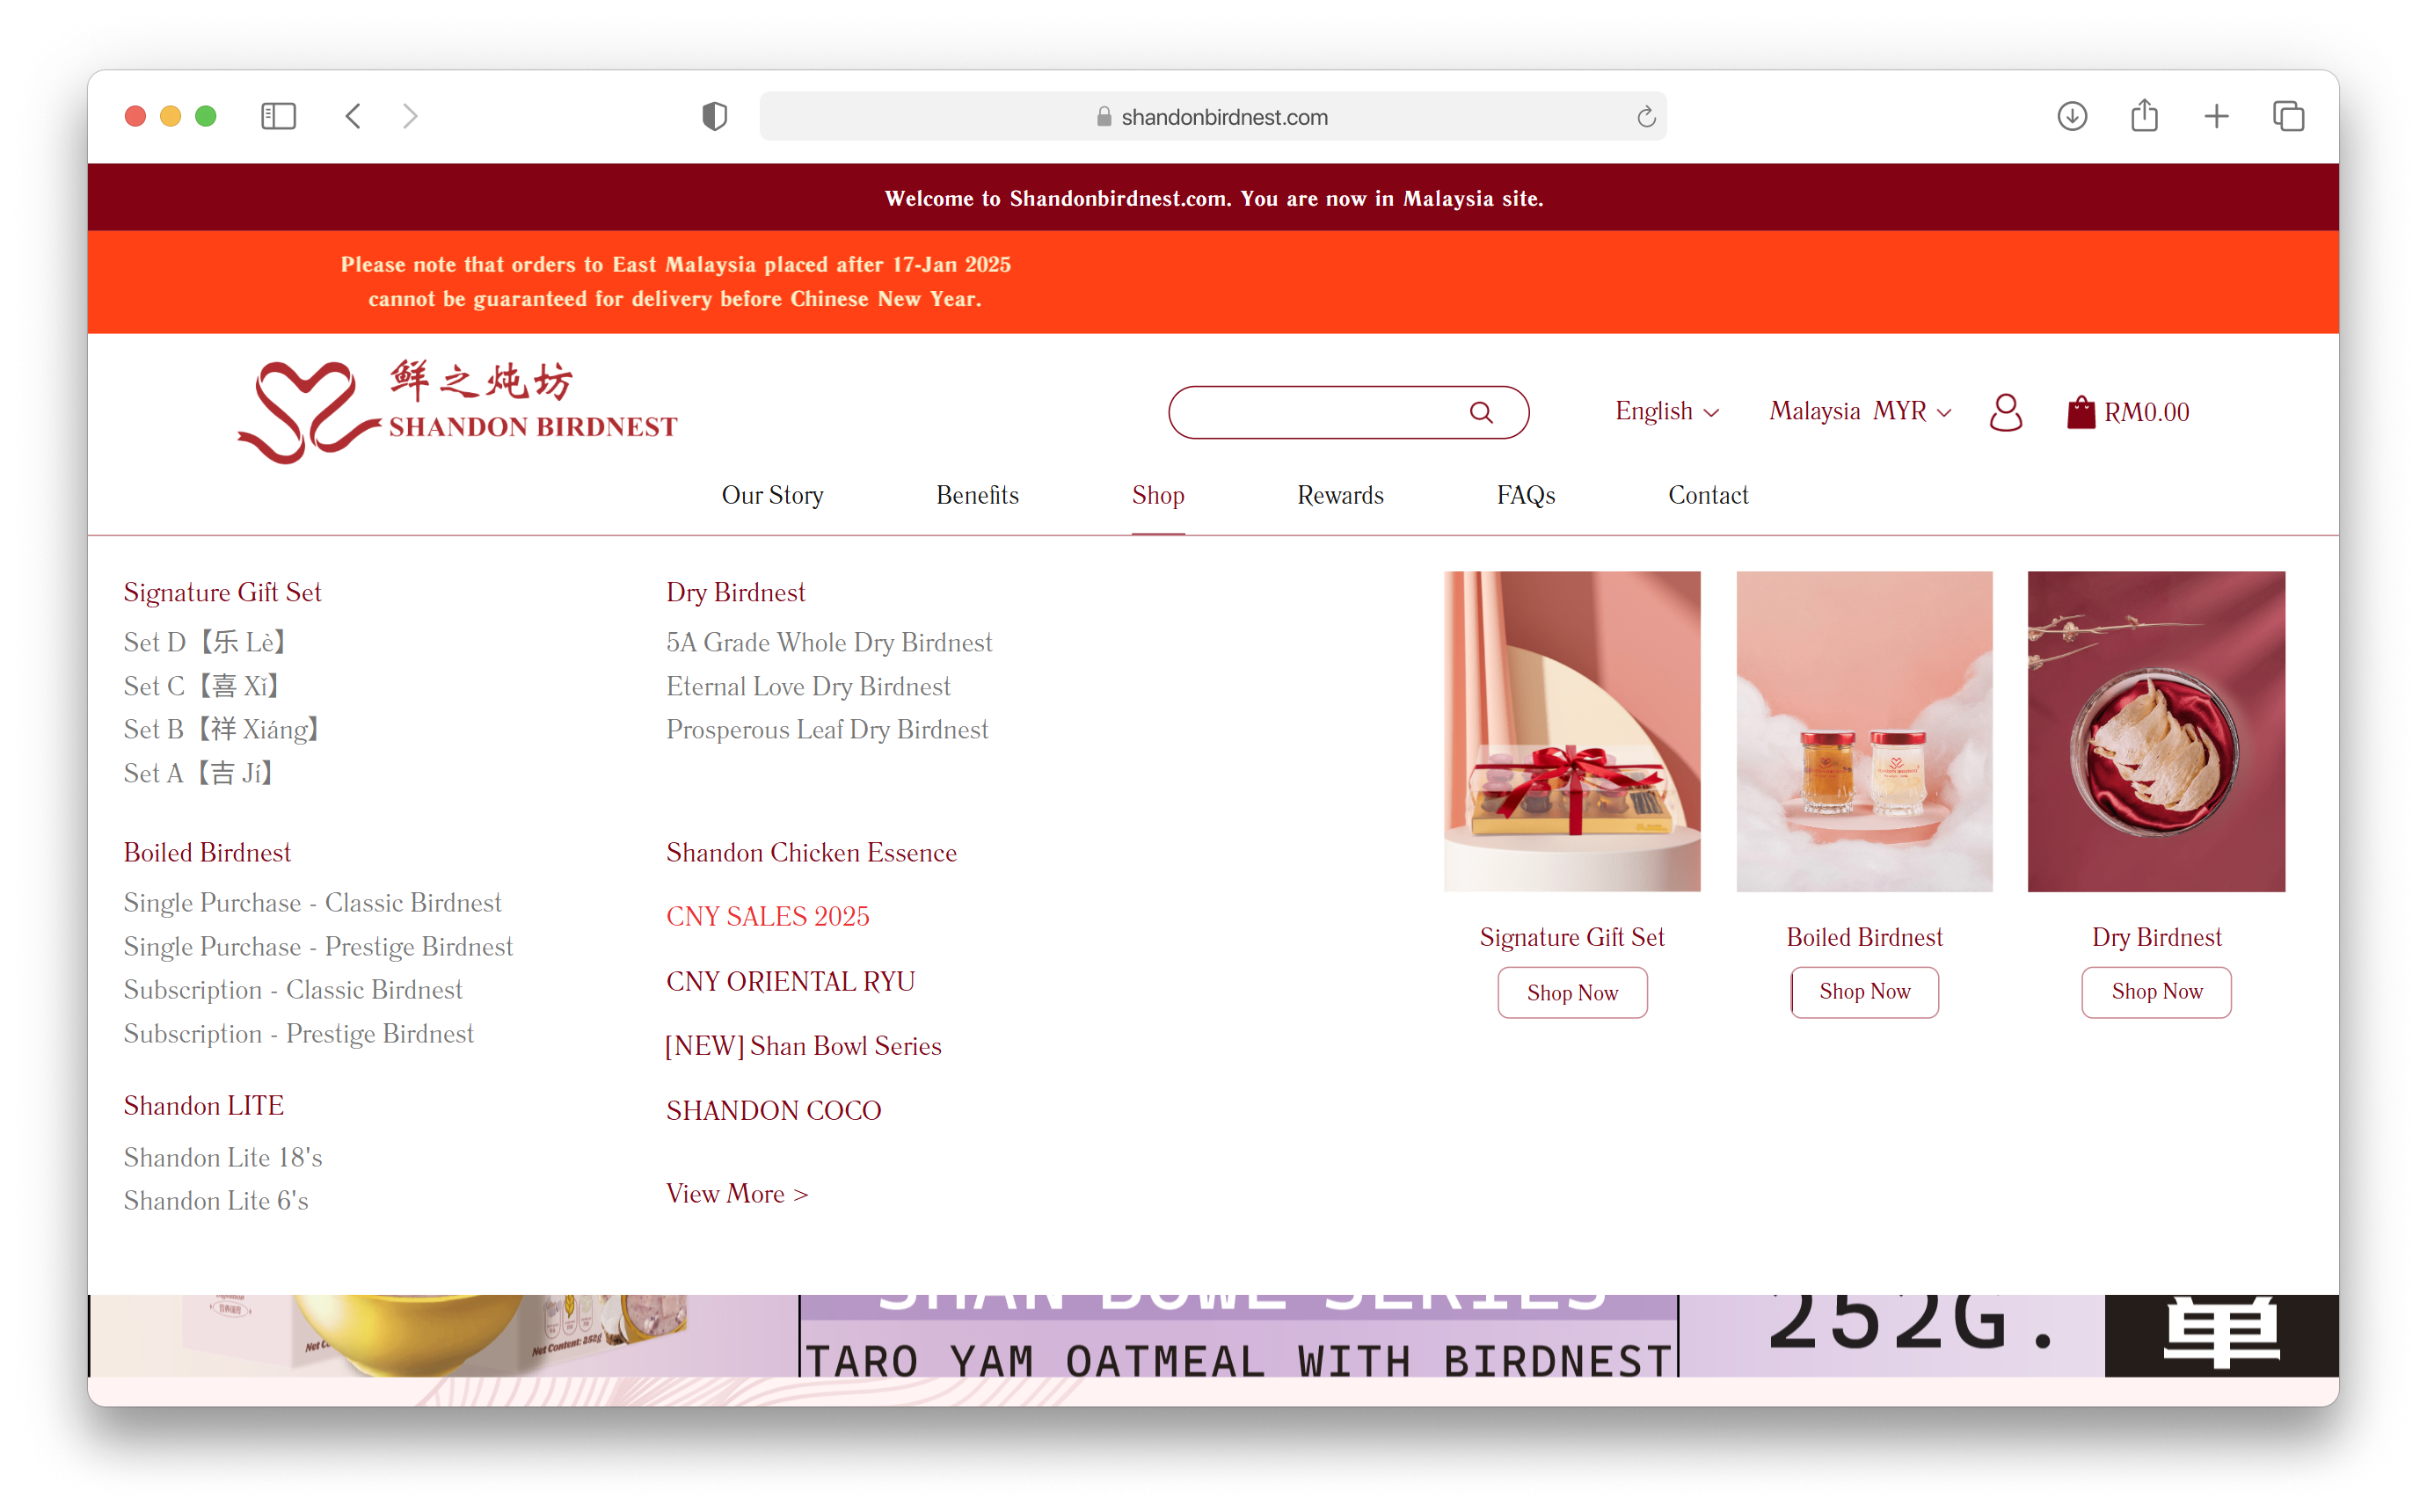 shandonbirdnest.com
Welcome to Shandonbirdnest.com. You are now in Malaysia site.
Please note that orders to East Malaysia placed after 17-Jan 2025
cannot be guaranteed for delivery before Chinese New Year.
鲜之炖坊
SHANDON BIRDNEST
English
Malaysia MYR
RM0.00
Our Story
Benefits
Shop
Rewards
FAQs
Contact
Signature Gift Set
Set D【乐 Lè】
Set C【喜 Xǐ】
Set B【祥 Xiáng】
Set A【吉 Jí】
Boiled Birdnest
Single Purchase - Classic Birdnest
Single Purchase - Prestige Birdnest
Subscription - Classic Birdnest
Subscription - Prestige Birdnest
Shandon LITE
Shandon Lite 18's
Shandon Lite 6's
Dry Birdnest
5A Grade Whole Dry Birdnest
Eternal Love Dry Birdnest
Prosperous Leaf Dry Birdnest
Shandon Chicken Essence
CNY SALES 2025
CNY ORIENTAL RYU
[NEW] Shan Bowl Series
SHANDON COCO
View More >
Signature Gift Set
Shop Now
Boiled Birdnest
Shop Now
Dry Birdnest
Shop Now
Net Content: 252g
SHAN BOWL SERIES
TARO YAM OATMEAL WITH BIRDNEST
252G.